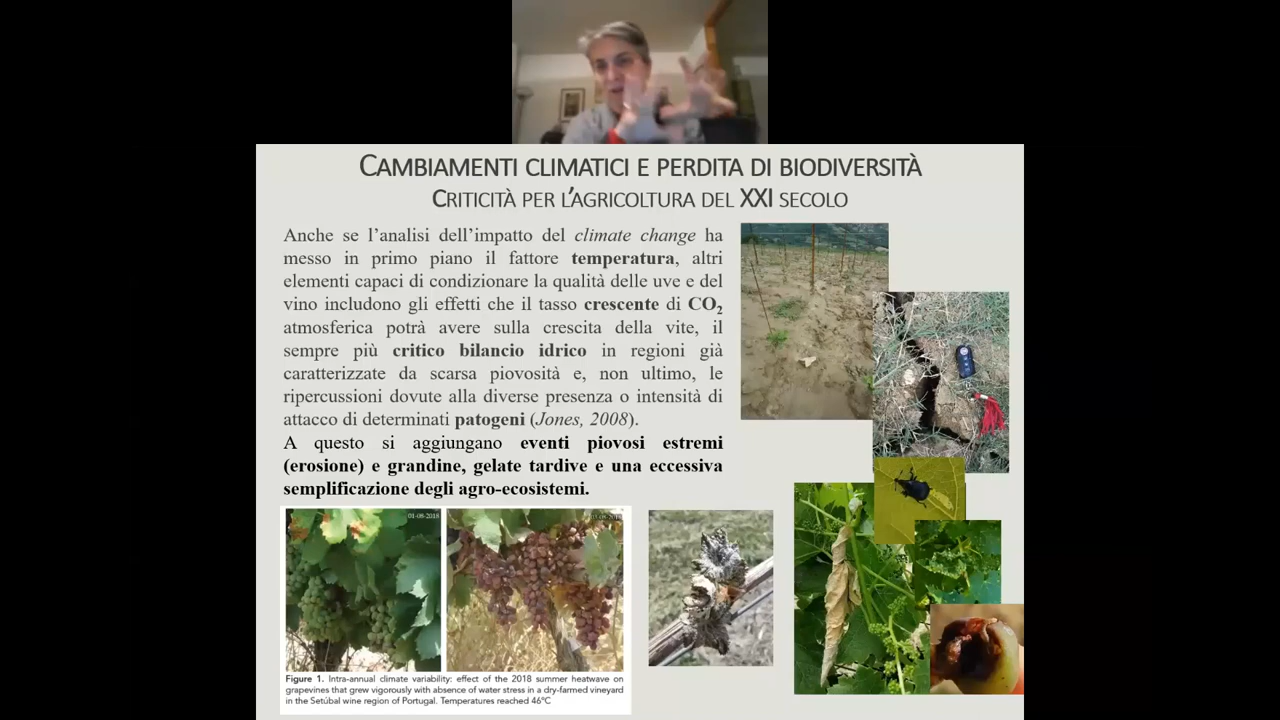 CAMBIAMENTI CLIMATICI E PERDITA DI BIODIVERSITÀ
CRITICITÀ PER L'AGRICOLTURA DEL XXI SECOLO
Anche se l'analisi dell'impatto del climate change ha
messo in primo piano il fattore temperatura, altri
elementi capaci di condizionare la qualità delle uve e del
vino includono gli effetti che il tasso crescente di CO₂
atmosferica potrà avere sulla crescita della vite, il
sempre più critico bilancio idrico in regioni già
caratterizzate da scarsa piovosità e, non ultimo, le
ripercussioni dovute alla diverse presenza o intensità di
attacco di determinati patogeni (Jones, 2008).
A questo si aggiungano eventi piovosi estremi
(erosione) e grandine, gelate tardive e una eccessiva
semplificazione degli agro-ecosistemi.
01-08-2018
Figure 1. Intra-annual climate variability: effect of the 2018 summer heatwave on
grapevines that grew vigorously with absence of water stress in a dry-farmed vineyard
in the Setúbal wine region of Portugal. Temperatures reached 46°C